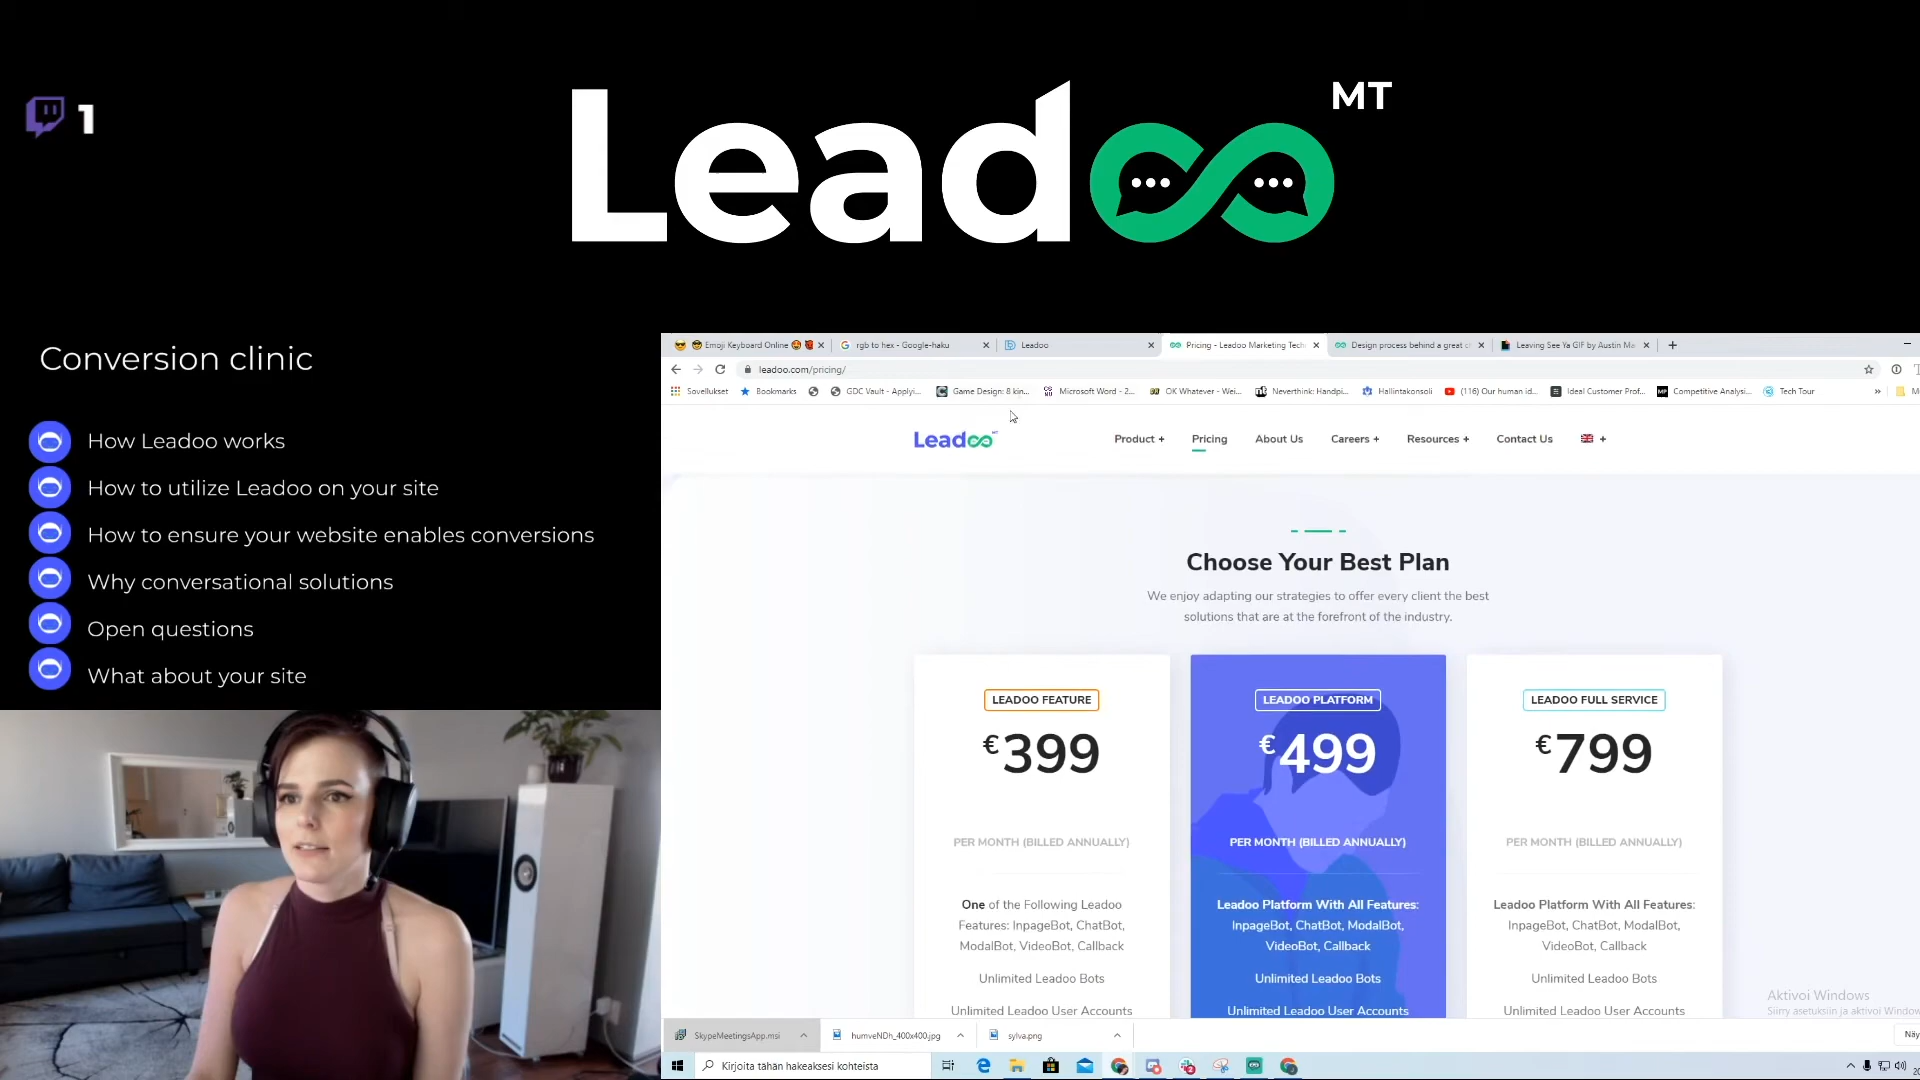 1
Leadoo MT
Conversion clinic
How Leadoo works
How to utilize Leadoo on your site
How to ensure your website enables conversions
Why conversational solutions
Open questions
What about your site
Emoji Keyboard Online
rgb to hex - Google-haku
Leadoo
Pricing - Leadoo Marketing Tech
Design process behind a great c
Leaving See Ya GIF by Austin Ma
leadoo.com/pricing/
Sovellukset
Bookmarks
GDC Vault - Applyi...
Game Design: 8 kin...
Microsoft Word - 2...
OK Whatever - Wei...
Neverthink: Handpi...
Hallintakonsoli
(116) Our human id...
Ideal Customer Prof...
Competitive Analysi...
Tech Tour
Leadoo MT
Product +
Pricing
About Us
Careers +
Resources +
Contact Us
+
Choose Your Best Plan
We enjoy adapting our strategies to offer every client the best
solutions that are at the forefront of the industry.
LEADOO FEATURE
€399
PER MONTH (BILLED ANNUALLY)
One of the Following Leadoo
Features: InpageBot, ChatBot,
ModalBot, VideoBot, Callback
Unlimited Leadoo Bots
Unlimited Leadoo User Accounts
LEADOO PLATFORM
€499
PER MONTH (BILLED ANNUALLY)
Leadoo Platform With All Features:
InpageBot, ChatBot, ModalBot,
VideoBot, Callback
Unlimited Leadoo Bots
Unlimited Leadoo User Accounts
LEADOO FULL SERVICE
€799
PER MONTH (BILLED ANNUALLY)
Leadoo Platform With All Features:
InpageBot, ChatBot, ModalBot,
VideoBot, Callback
Unlimited Leadoo Bots
Unlimited Leadoo User Accounts
Aktivoi Windows
Siirry asetuksiin ja aktivoi Window
SkypeMeetingsApp.msi
humveNDh_400x400.jpg
sylva.png
Näy
Kirjoita tähän hakeaksesi kohteista